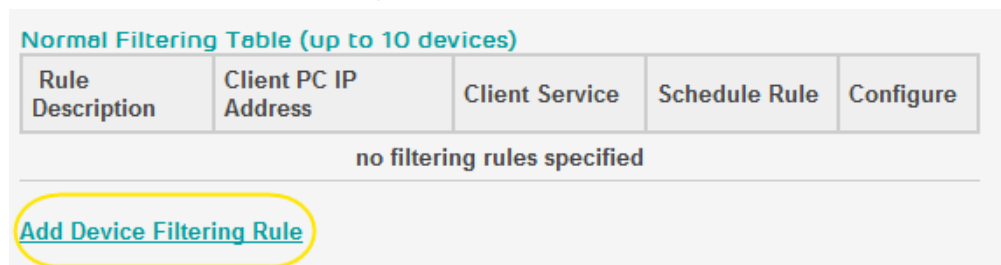 Normal Filtering Table (up to 10 devices)
Rule Description
Client PC IP Address
Client Service
Schedule Rule
Configure
no filtering rules specified
Add Device Filtering Rule